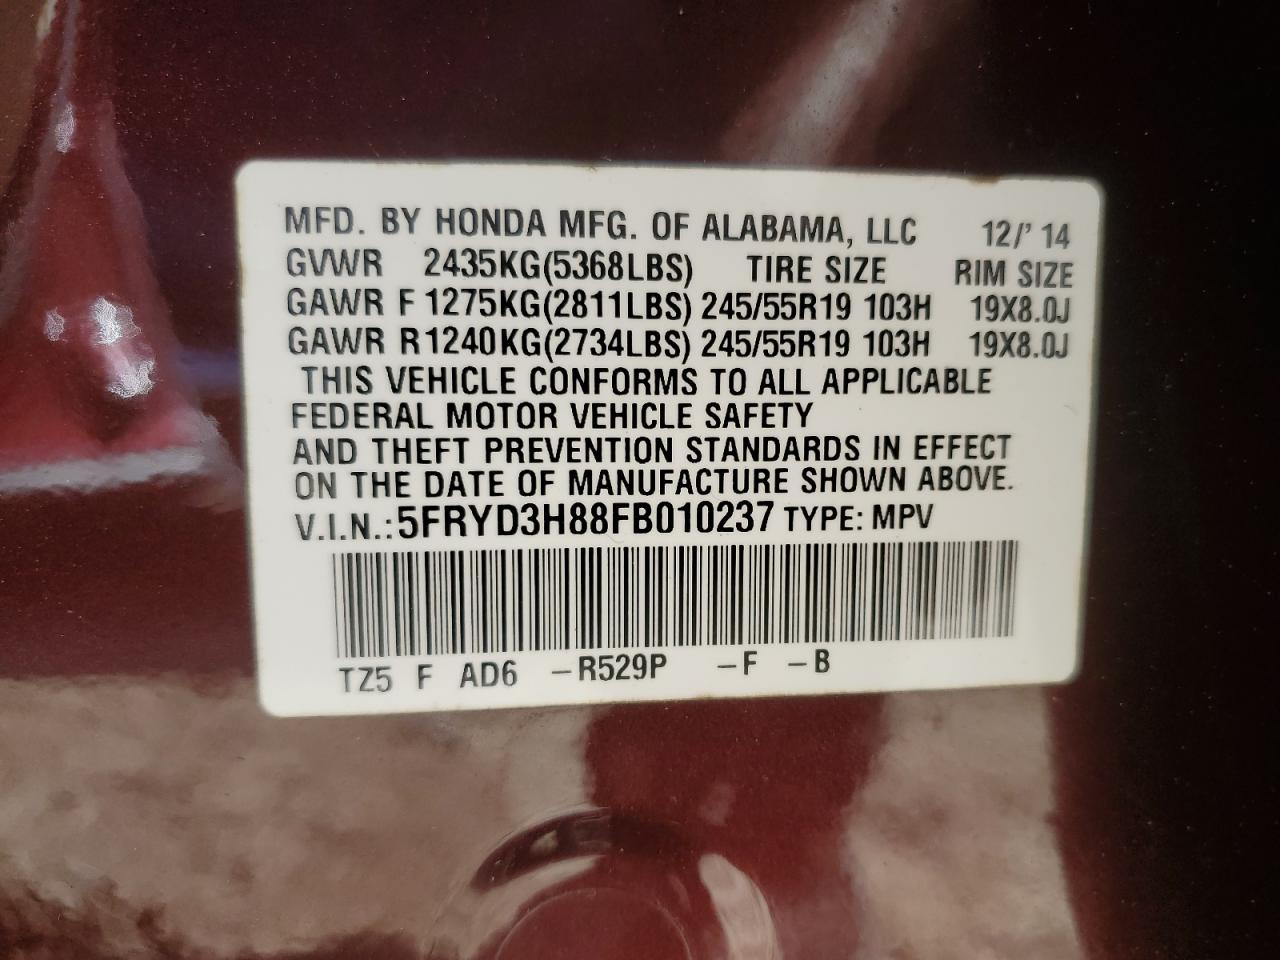 MFD. BY HONDA MFG. OF ALABAMA, LLC 12/' 14
GVWR 2435KG(5368LBS) TIRE SIZE RIM SIZE
GAWR F 1275KG(2811LBS) 245/55R19 103H 19X8.0J
GAWR R 1240KG(2734LBS) 245/55R19 103H 19X8.0J
THIS VEHICLE CONFORMS TO ALL APPLICABLE
FEDERAL MOTOR VEHICLE SAFETY
AND THEFT PREVENTION STANDARDS IN EFFECT
ON THE DATE OF MANUFACTURE SHOWN ABOVE.
V.I.N.: 5FRYD3H88FB010237 TYPE: MPV
TZ5 F AD6 -R529P -F -B